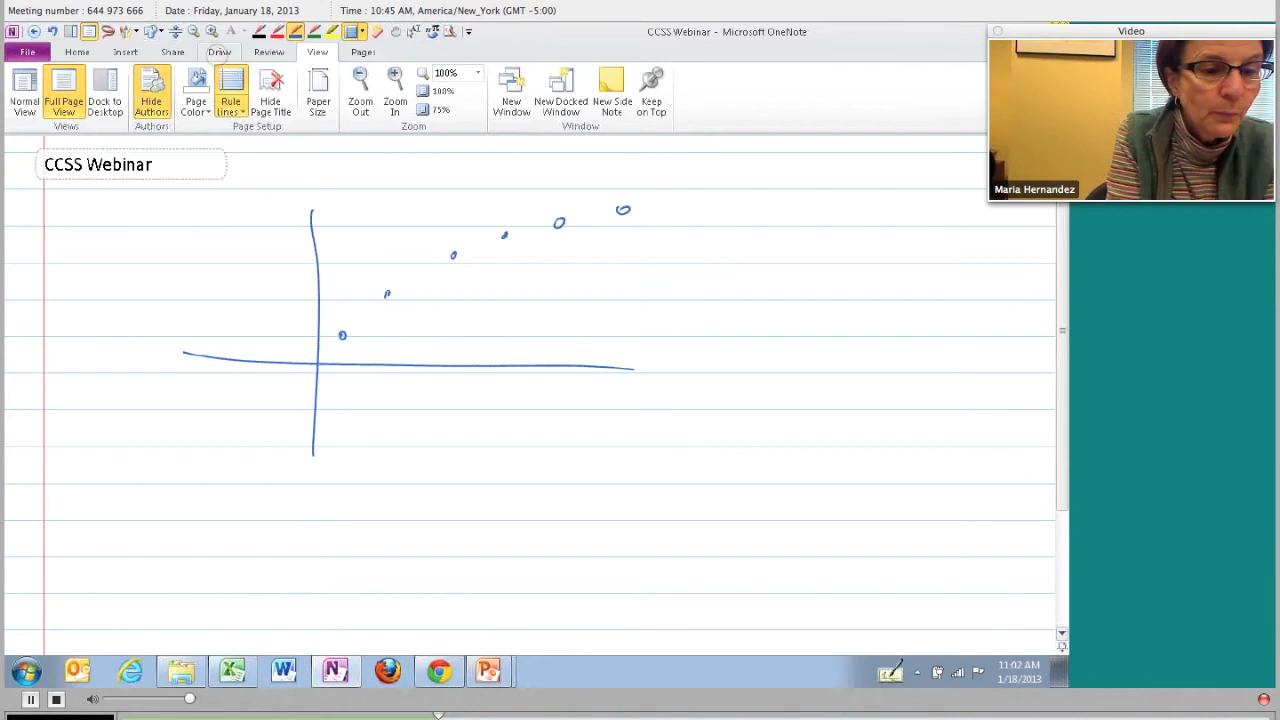 Meeting number : 644 973 666 Date : Friday, January 18, 2013 Time : 10:45 AM, America/New_York (GMT -5:00)
CCSS Webinar - Microsoft OneNote
Video
File Home Insert Share Draw Review View Pages
Normal View
Full Page View
Dock to Desktop
Hide Authors
Page Color
Rule lines
Hide Page Title
Paper Size
Zoom Out
Zoom In
New Window
New Docked Window
New Side Note
Keep on Top
Views Authors Page Setup Zoom Window
Maria Hernandez
CCSS Webinar
11:02 AM
1/18/2013